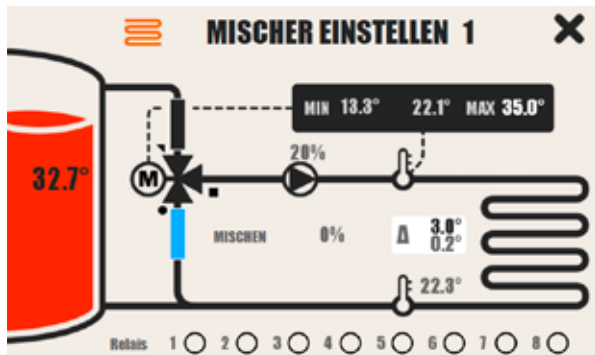 MISCHER EINSTELLEN 1
MIN 13.3° 22.1° MAX 35.0°
20%
32.7°
M
MISCHEN 0% Δ 3.0°
0.2°
22.3°
Relais 1 2 3 4 5 6 7 8